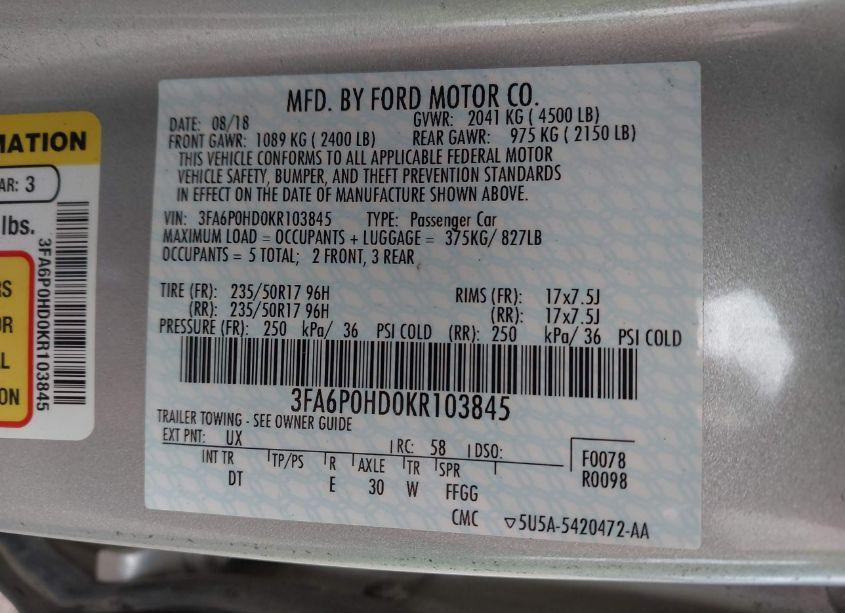 MATION
AR: 3
lbs.
RS
OR
AL
ION
3FA6P0HD0KR103845
MFD. BY FORD MOTOR CO.
DATE: 08/18 GVWR: 2041 KG ( 4500 LB)
FRONT GAWR: 1089 KG ( 2400 LB) REAR GAWR: 975 KG ( 2150 LB)
THIS VEHICLE CONFORMS TO ALL APPLICABLE FEDERAL MOTOR
VEHICLE SAFETY, BUMPER, AND THEFT PREVENTION STANDARDS
IN EFFECT ON THE DATE OF MANUFACTURE SHOWN ABOVE.
VIN: 3FA6P0HD0KR103845 TYPE: Passenger Car
MAXIMUM LOAD = OCCUPANTS + LUGGAGE = 375KG/ 827LB
OCCUPANTS = 5 TOTAL; 2 FRONT, 3 REAR
TIRE (FR): 235/50R17 96H RIMS (FR): 17x7.5J
(RR): 235/50R17 96H (RR): 17x7.5J
PRESSURE (FR): 250 kPa/ 36 PSI COLD (RR): 250 kPa/ 36 PSI COLD
3FA6P0HD0KR103845
TRAILER TOWING - SEE OWNER GUIDE
EXT PNT: UX RC: 58 DSO: F0078
INT TR TP/PS R AXLE TR SPR R0098
DT E 30 W FFGG
CMC ▽5U5A-5420472-AA